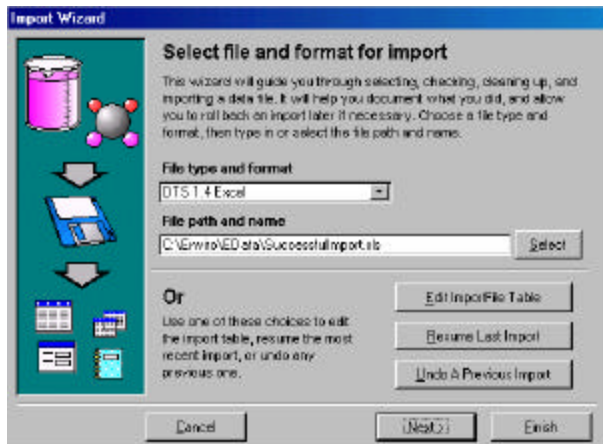 Import Wizard
Select file and format for import
This wizard will guide you through selecting, checking, cleaning up, and
importing a data file. It will help you document what you did, and allow
you to roll back an import later if necessary. Choose a file type and
format, then type in or select the file path and name.
File type and format
DTS 1.4 Excel
File path and name
C:\Enviro\EData\SuccessfulImport.xls
Select
Or
Use one of these choices to edit
the import table, resume the most
recent import, or undo any
previous one.
Edit ImportFile Table
Resume Last Import
Undo A Previous Import
Cancel
Next >
Finish